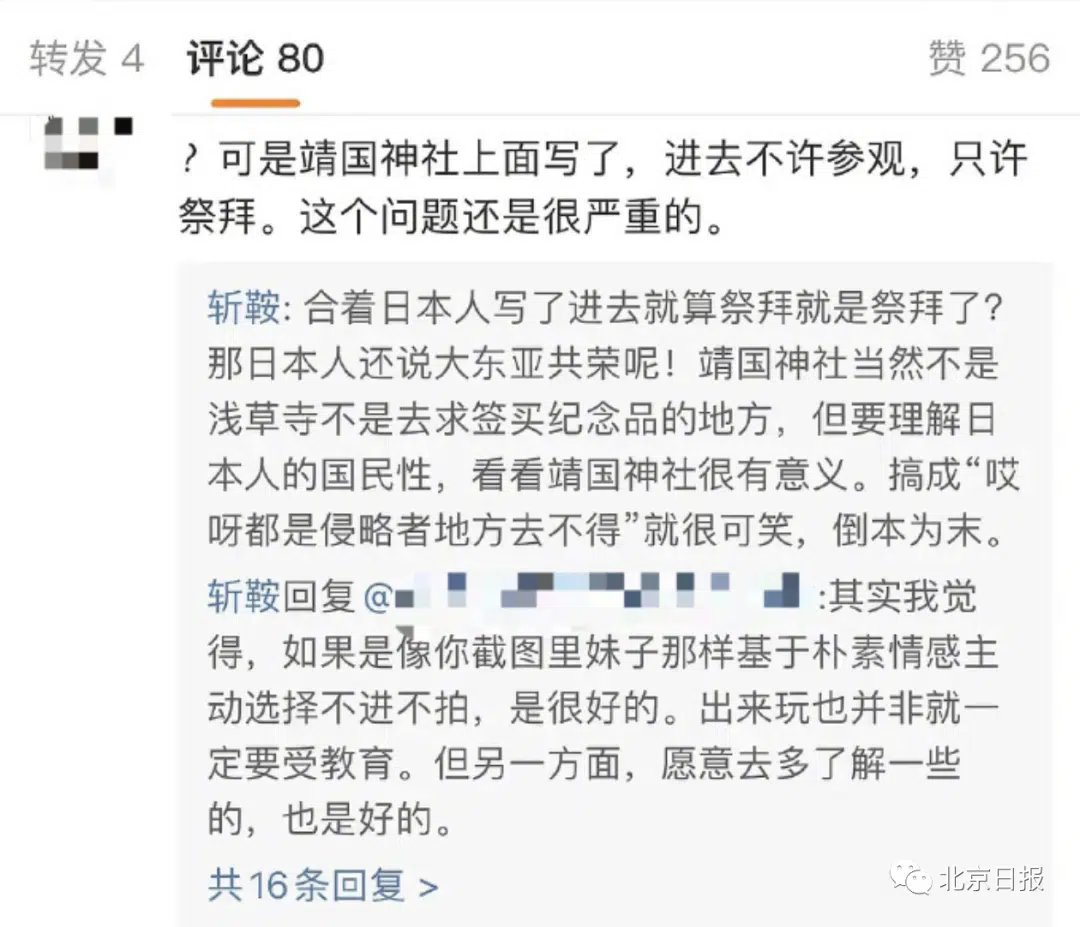 转发 4 评论 80 赞 256
? 可是靖国神社上面写了，进去不许参观，只许
祭拜。这个问题还是很严重的。
斩鞍: 合着日本人写了进去就算祭拜就是祭拜了?
那日本人还说大东亚共荣呢！靖国神社当然不是
浅草寺不是去求签买纪念品的地方，但要理解日
本人的国民性，看看靖国神社很有意义。搞成“哎
呀都是侵略者地方去不得”就很可笑，倒本为末。
斩鞍回复@ :其实我觉
得，如果是像你截图里妹子那样基于朴素情感主
动选择不进不拍，是很好的。出来玩也并非就一
定要受教育。但另一方面，愿意去多了解一些
的，也是好的。
共16条回复 >
北京日报